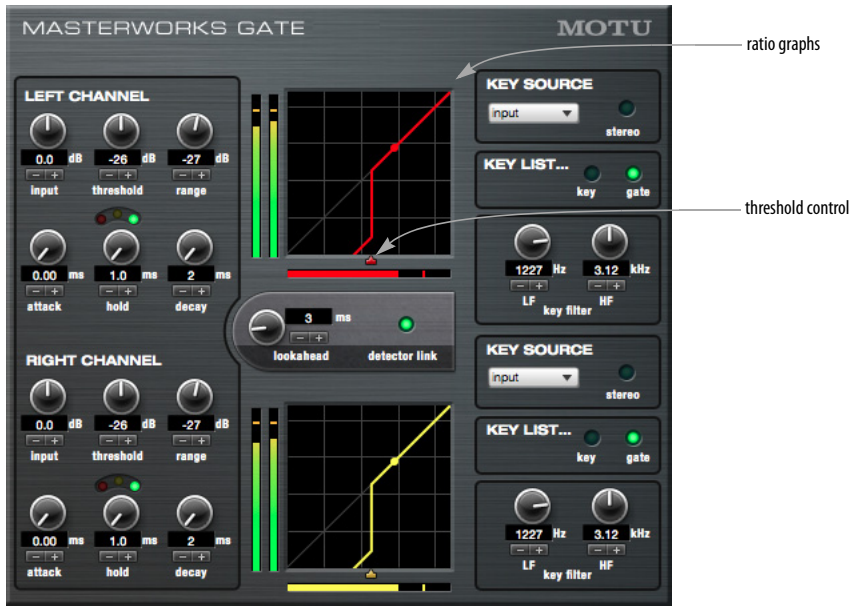 MASTERWORKS GATE
MOTU
ratio graphs
LEFT CHANNEL
0.0 dB
-26 dB
-27 dB
− +
− +
− +
input
threshold
range
0.00 ms
1.0 ms
2 ms
− +
− +
− +
attack
hold
decay
KEY SOURCE
input
stereo
KEY LIST...
key
gate
threshold control
1227 Hz
3.12 kHz
− +
− +
LF
HF
key filter
3 ms
− +
lookahead
detector link
RIGHT CHANNEL
0.0 dB
-26 dB
-27 dB
− +
− +
− +
input
threshold
range
0.00 ms
1.0 ms
2 ms
− +
− +
− +
attack
hold
decay
KEY SOURCE
input
stereo
KEY LIST...
key
gate
1227 Hz
3.12 kHz
− +
− +
LF
HF
key filter